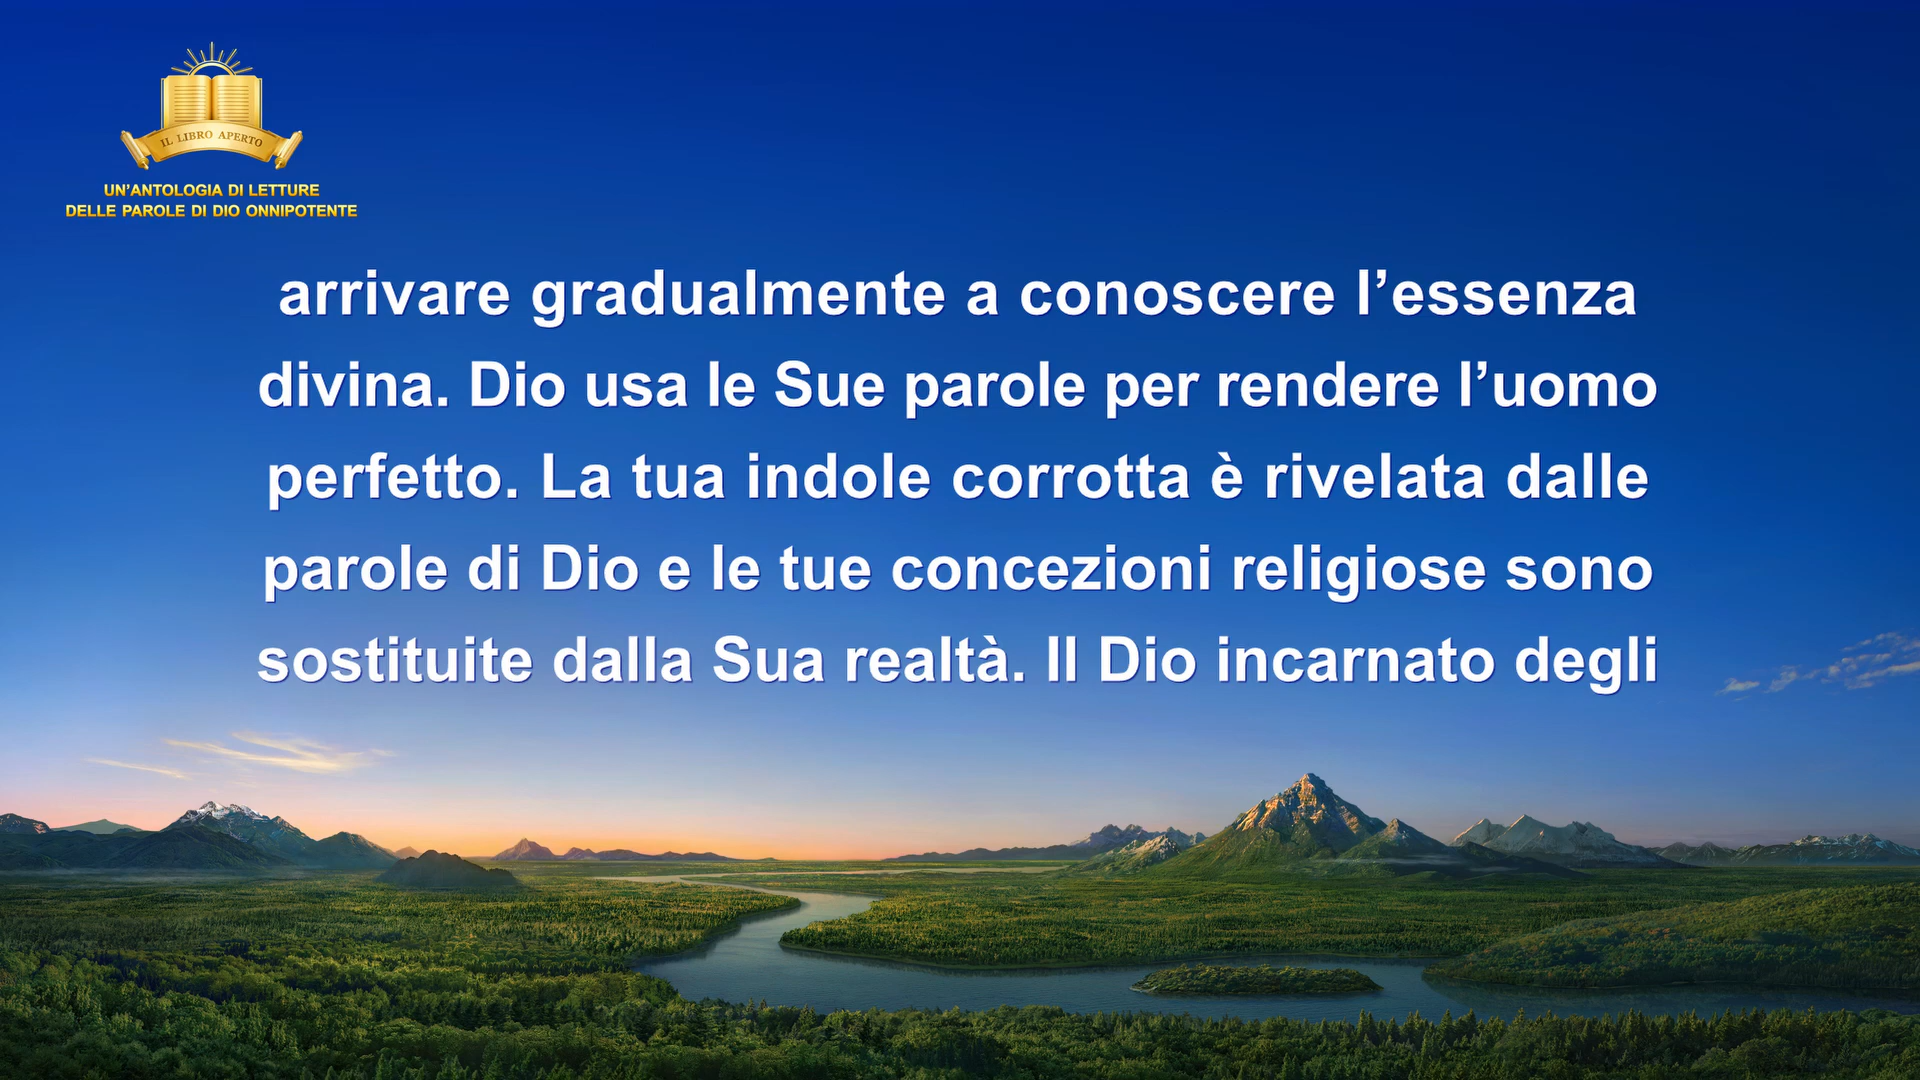 IL LIBRO APERTO
UN’ANTOLOGIA DI LETTURE
DELLE PAROLE DI DIO ONNIPOTENTE
arrivare gradualmente a conoscere l’essenza
divina. Dio usa le Sue parole per rendere l’uomo
perfetto. La tua indole corrotta è rivelata dalle
parole di Dio e le tue concezioni religiose sono
sostituite dalla Sua realtà. Il Dio incarnato degli